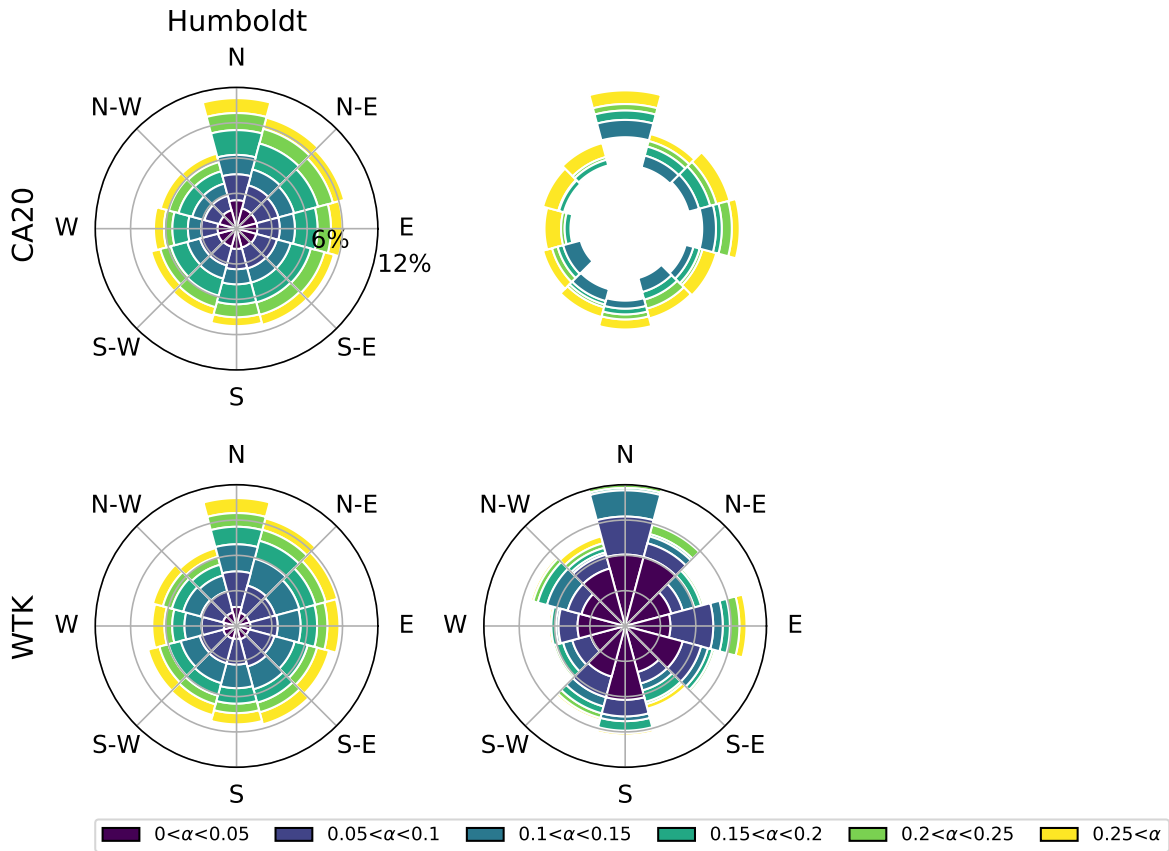 Humboldt
N
N-W N-E
CA20
W E
6%
12%
S-W S-E
S
N N
N-W N-E N-W N-E
WTK
W E W E
S-W S-E S-W S-E
S S
0<α<0.05 0.05<α<0.1 0.1<α<0.15 0.15<α<0.2 0.2<α<0.25 0.25<α